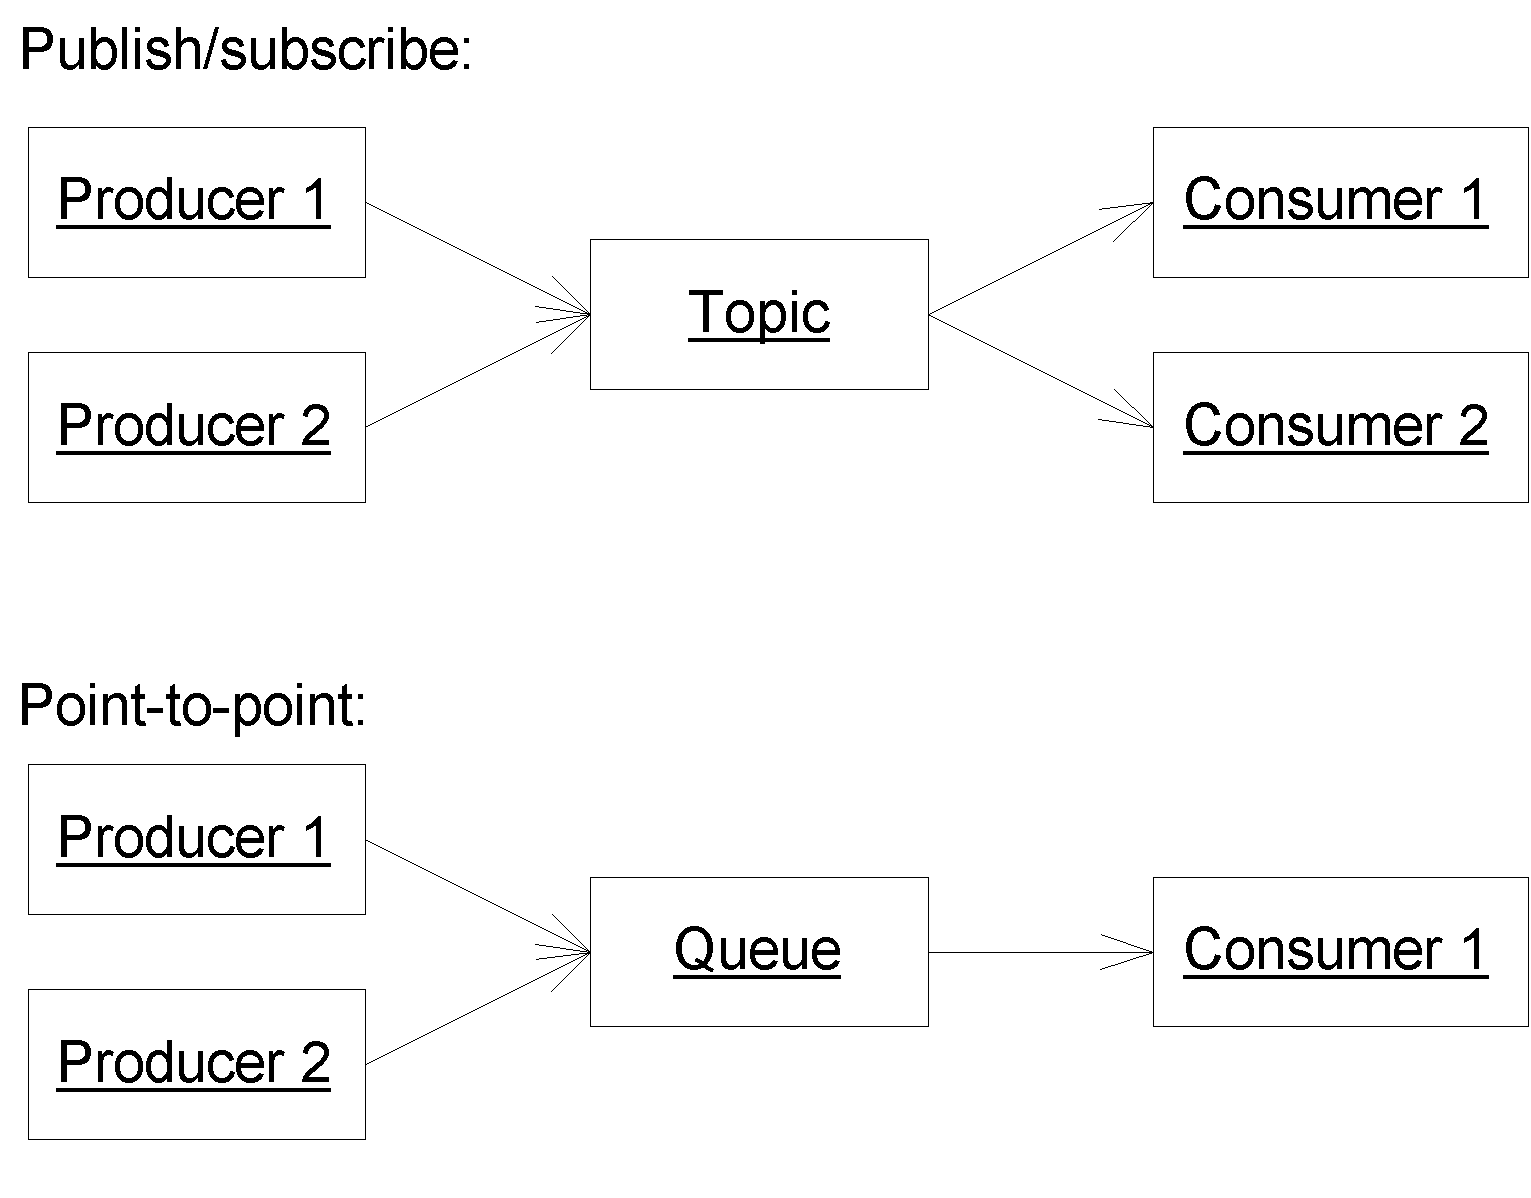 Publish/subscribe:
Producer 1
Consumer 1
Topic
Producer 2
Consumer 2
Point-to-point:
Producer 1
Queue
Consumer 1
Producer 2